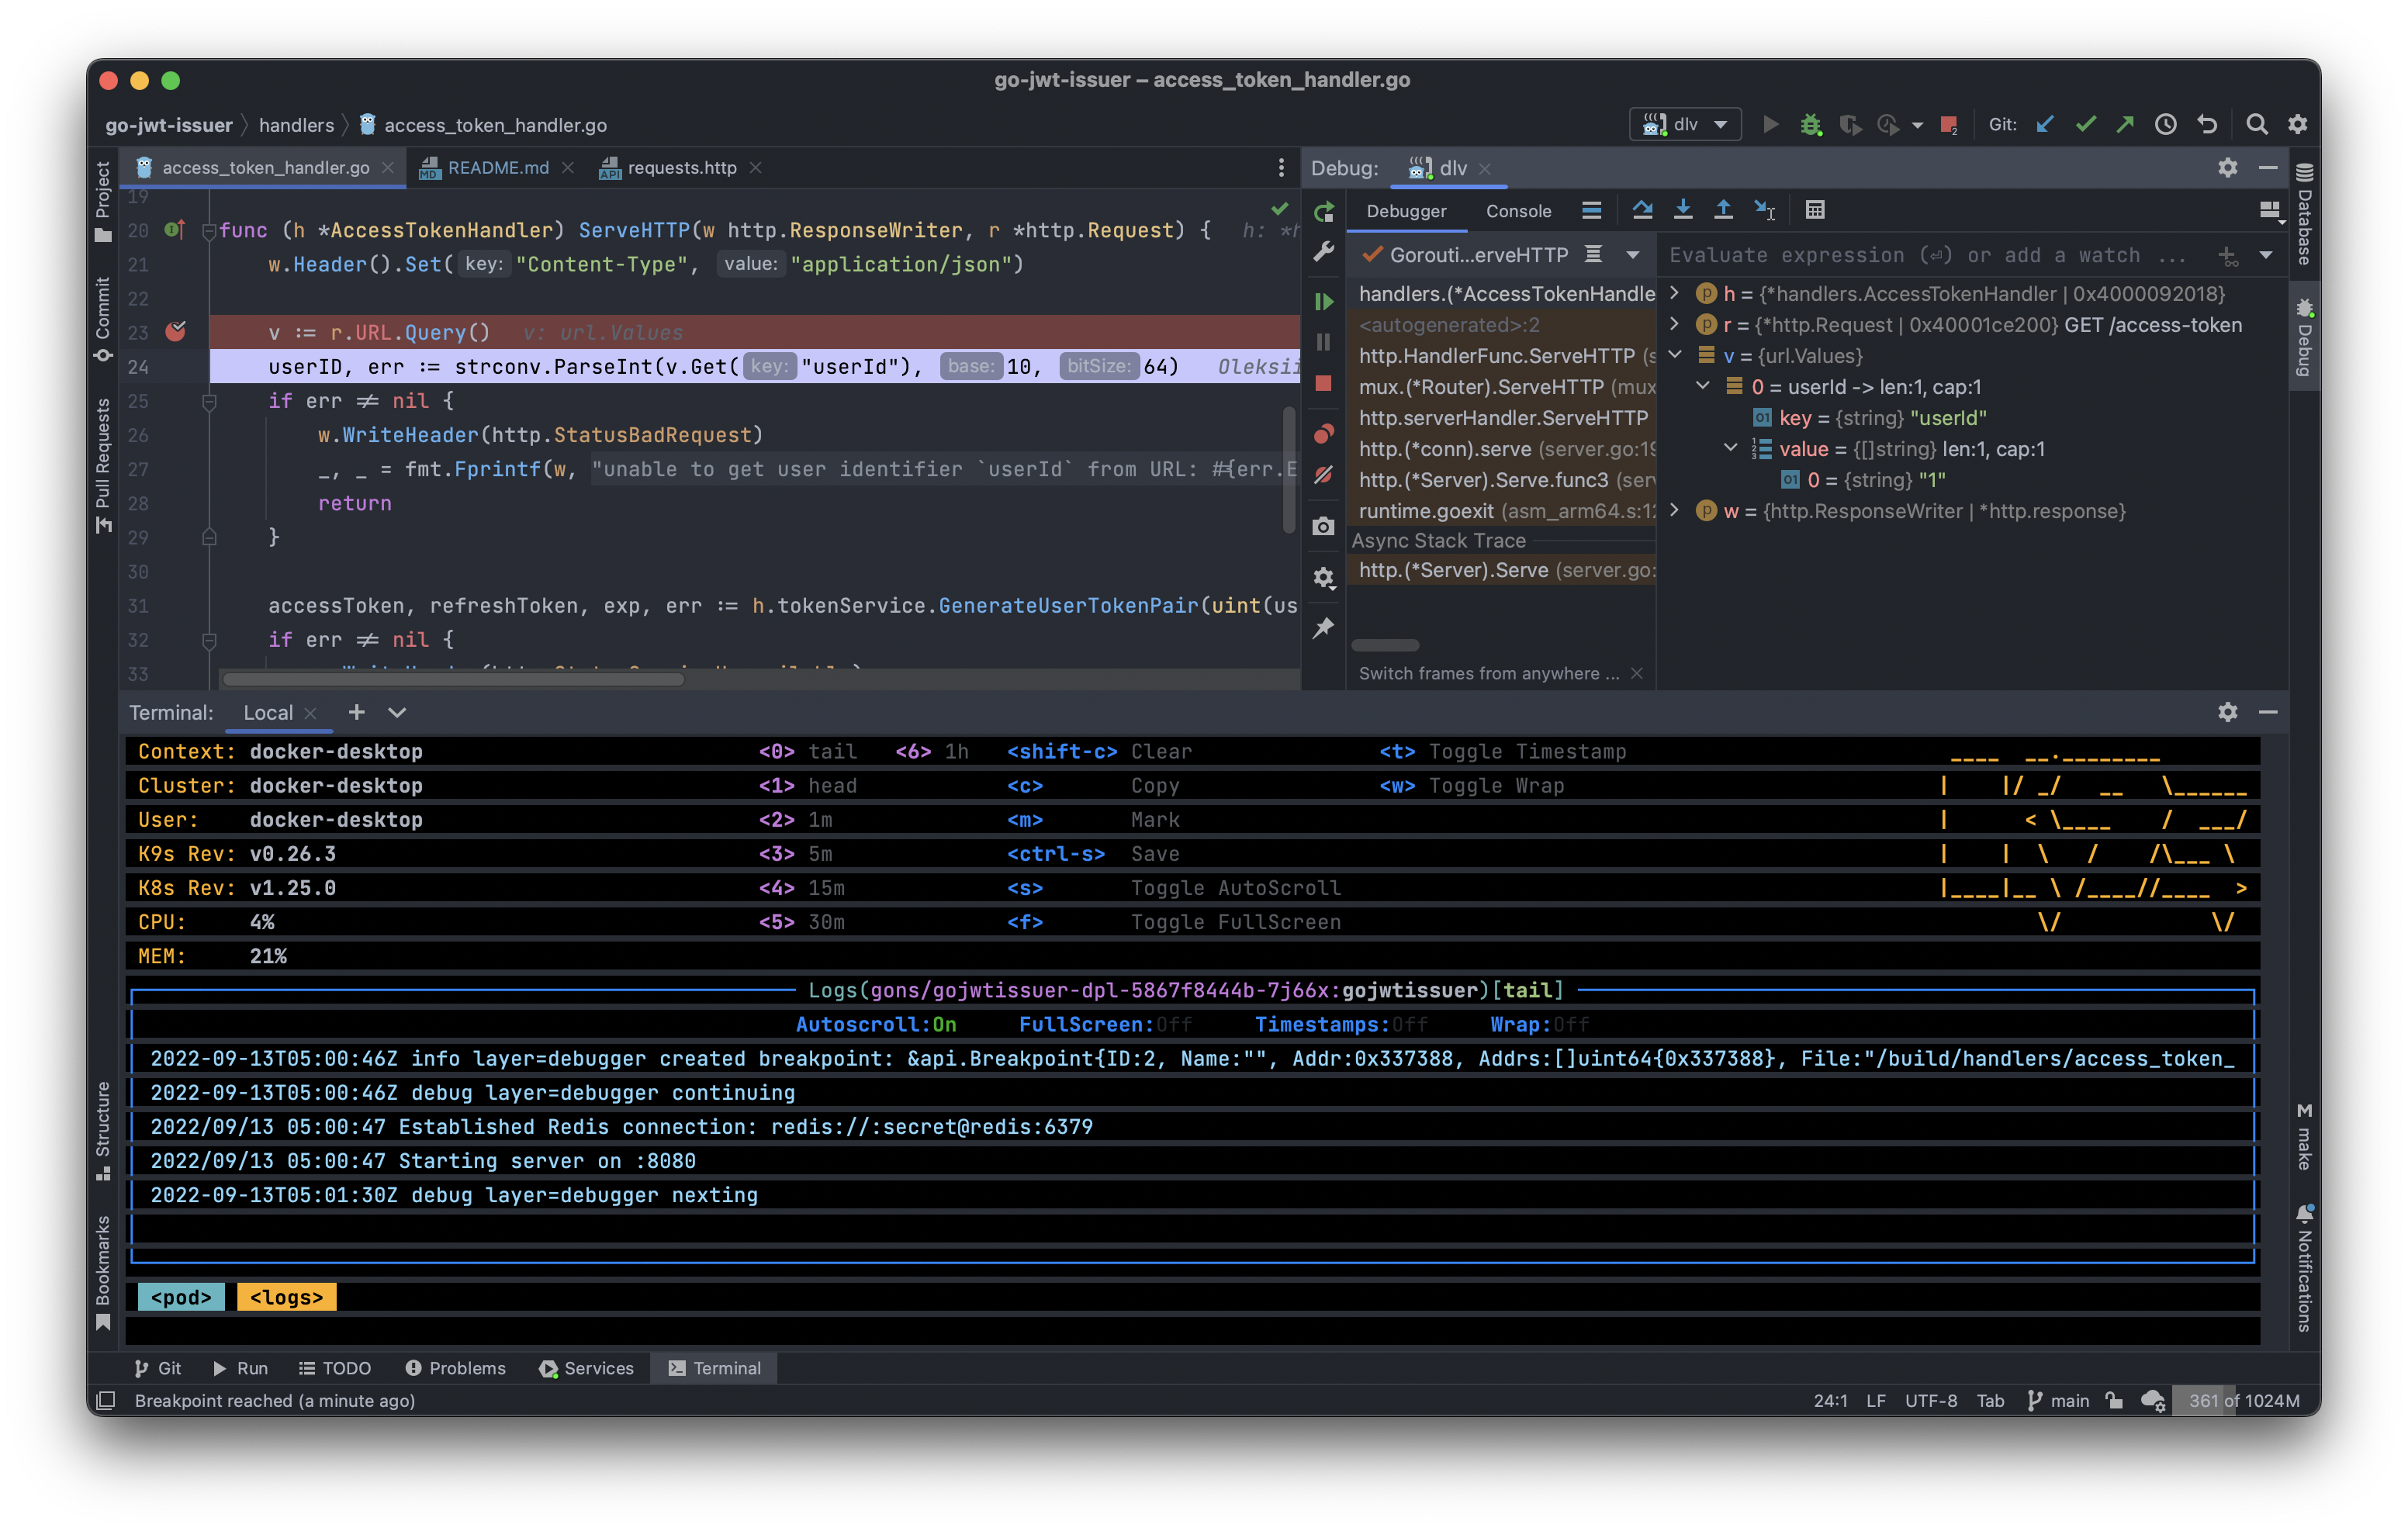 go-jwt-issuer – access_token_handler.go
go-jwt-issuer handlers access_token_handler.go
dlv
Git:
Project
Commit
Pull Requests
Structure
Bookmarks
access_token_handler.go README.md requests.http
19
20 func (h *AccessTokenHandler) ServeHTTP(w http.ResponseWriter, r *http.Request) { h: *h
21 w.Header().Set( key: "Content-Type", value: "application/json")
22
23 v := r.URL.Query() v: url.Values
24 userID, err := strconv.ParseInt(v.Get( key: "userId"), base: 10, bitSize: 64) Oleksii
25 if err ≠ nil {
26 w.WriteHeader(http.StatusBadRequest)
27 _, _ = fmt.Fprintf(w, "unable to get user identifier `userId` from URL: #{err.E
28 return
29 }
30
31 accessToken, refreshToken, exp, err := h.tokenService.GenerateUserTokenPair(uint(us
32 if err ≠ nil {
33
Debug: dlv
Debugger Console
Gorouti...erveHTTP
Evaluate expression (⏎) or add a watch ...
handlers.(*AccessTokenHandle
<autogenerated>:2
http.HandlerFunc.ServeHTTP (s
mux.(*Router).ServeHTTP (mux
http.serverHandler.ServeHTTP
http.(*conn).serve (server.go:19
http.(*Server).Serve.func3 (serv
runtime.goexit (asm_arm64.s:12
Async Stack Trace
http.(*Server).Serve (server.go:
Switch frames from anywhere ...
h = {*handlers.AccessTokenHandler | 0x4000092018}
r = {*http.Request | 0x40001ce200} GET /access-token
v = {url.Values}
0 = userId -> len:1, cap:1
key = {string} "userId"
value = {[]string} len:1, cap:1
0 = {string} "1"
w = {http.ResponseWriter | *http.response}
Database
Debug
make
Notifications
Terminal: Local
Context: docker-desktop <0> tail <6> 1h <shift-c> Clear <t> Toggle Timestamp
Cluster: docker-desktop <1> head <c> Copy <w> Toggle Wrap
User: docker-desktop <2> 1m <m> Mark
K9s Rev: v0.26.3 <3> 5m <ctrl-s> Save
K8s Rev: v1.25.0 <4> 15m <s> Toggle AutoScroll
CPU: 4% <5> 30m <f> Toggle FullScreen
MEM: 21%
Logs(gons/gojwtissuer-dpl-5867f8444b-7j66x:gojwtissuer)[tail]
Autoscroll:On FullScreen:Off Timestamps:Off Wrap:Off
2022-09-13T05:00:46Z info layer=debugger created breakpoint: &api.Breakpoint{ID:2, Name:"", Addr:0x337388, Addrs:[]uint64{0x337388}, File:"/build/handlers/access_token_
2022-09-13T05:00:46Z debug layer=debugger continuing
2022/09/13 05:00:47 Established Redis connection: redis://:secret@redis:6379
2022/09/13 05:00:47 Starting server on :8080
2022-09-13T05:01:30Z debug layer=debugger nexting
<pod> <logs>
Git Run TODO Problems Services Terminal
Breakpoint reached (a minute ago) 24:1 LF UTF-8 Tab main 361 of 1024M